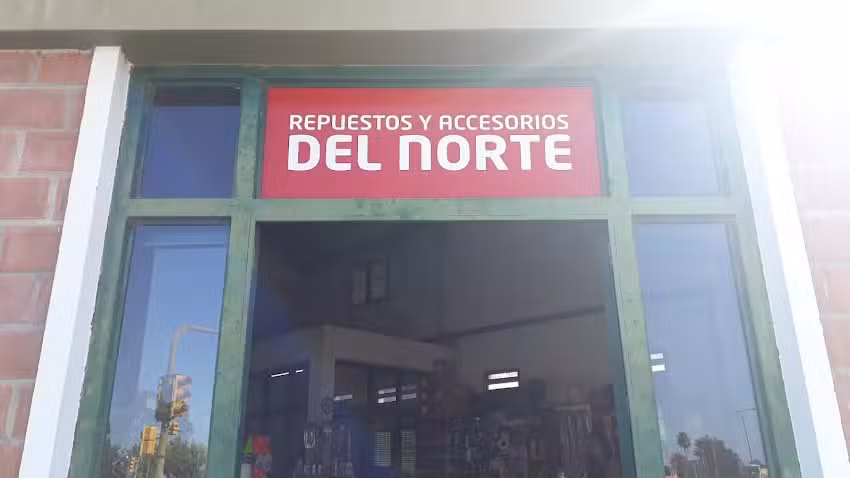 REPUESTOS Y ACCESORIOS
DEL NORTE